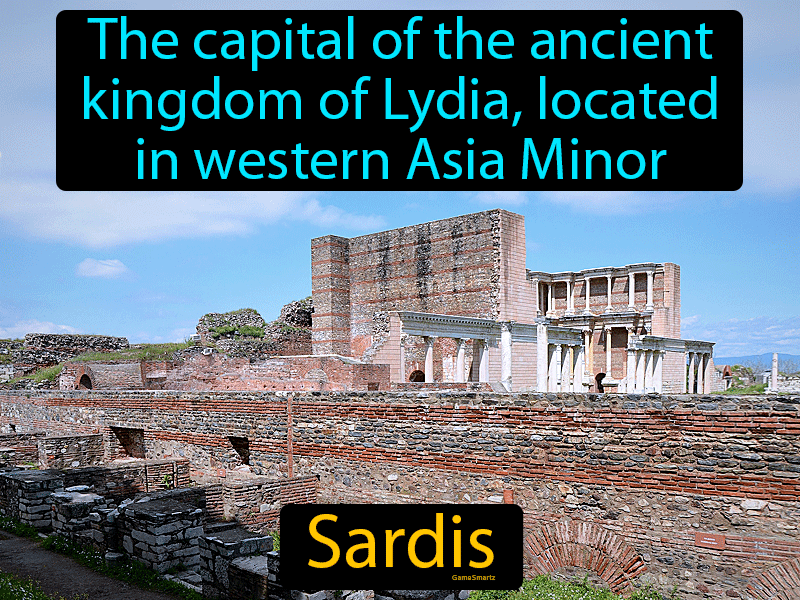 The capital of the ancient
kingdom of Lydia, located
in western Asia Minor
Sardis
GameSmartz